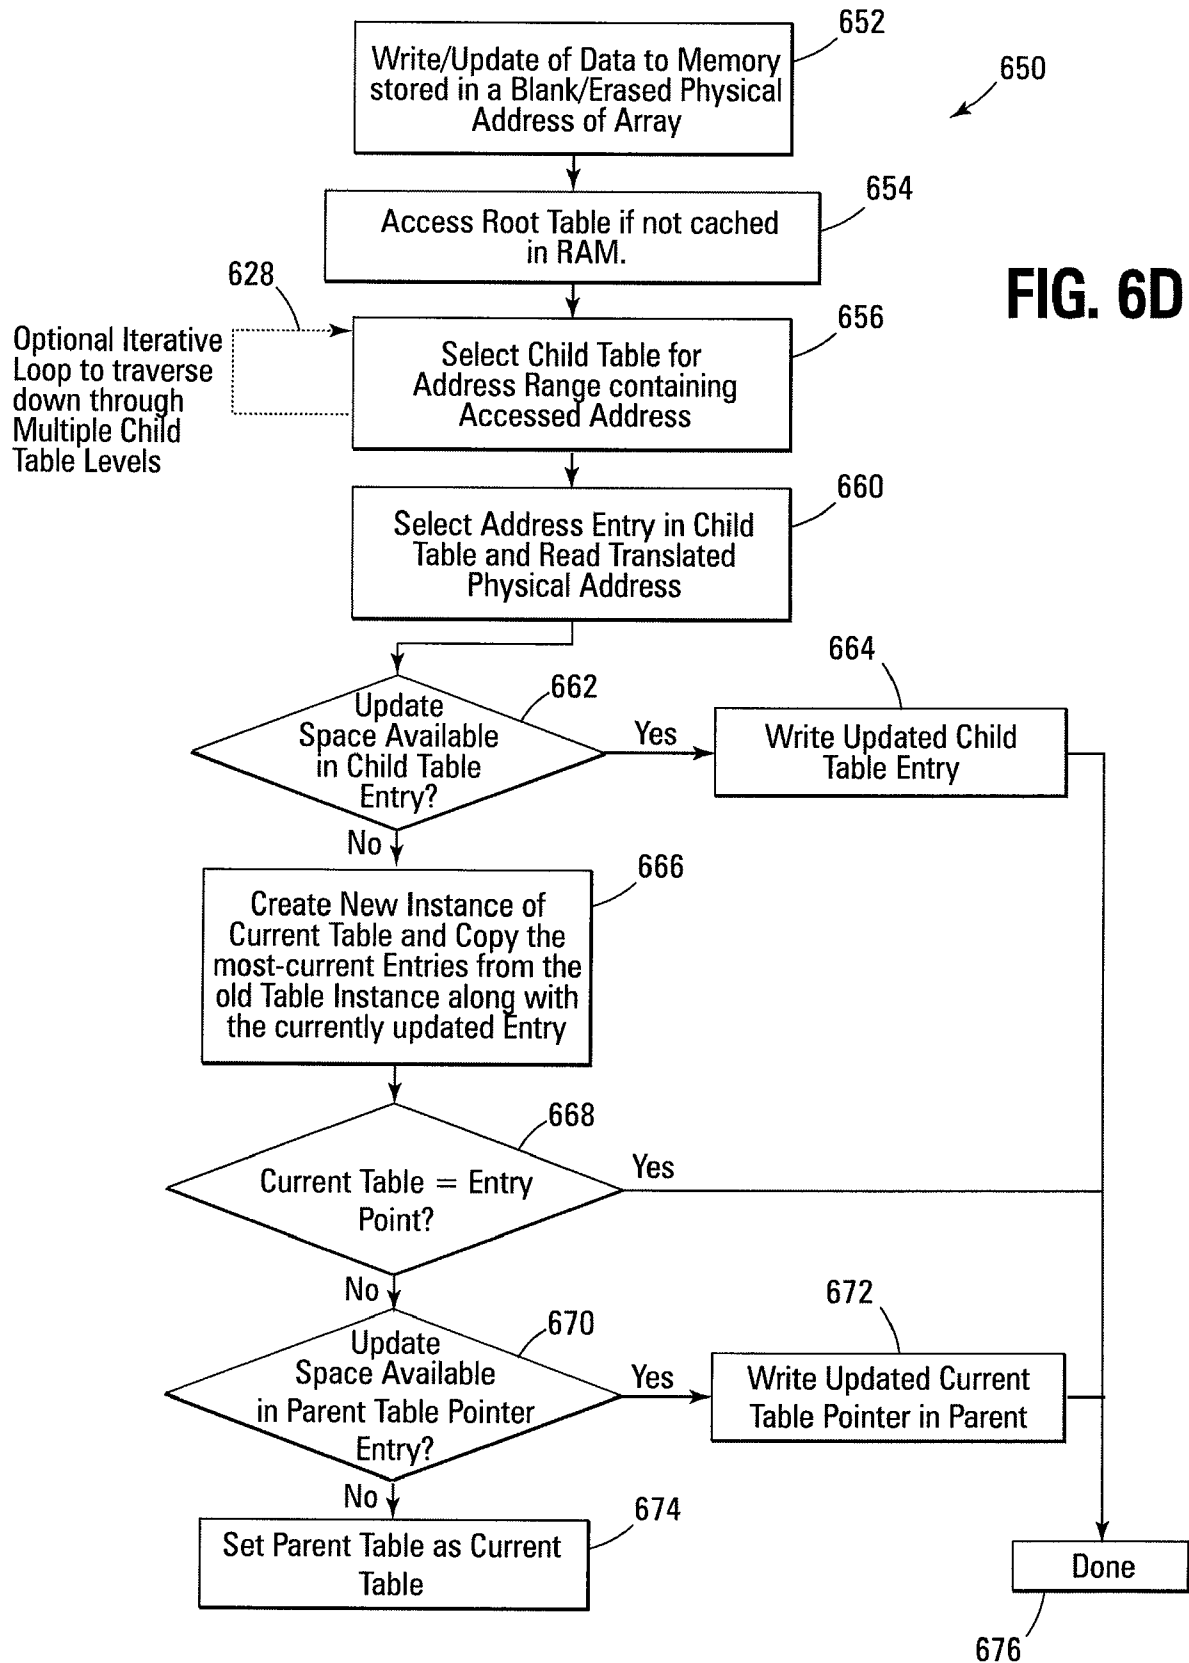 652
Write/Update of Data to Memory
stored in a Blank/Erased Physical
Address of Array
650
654
Access Root Table if not cached
in RAM.
FIG. 6D
628
Optional Iterative
Loop to traverse
down through
Multiple Child
Table Levels
656
Select Child Table for
Address Range containing
Accessed Address
660
Select Address Entry in Child
Table and Read Translated
Physical Address
662
Update
Space Available
in Child Table
Entry?
Yes
664
Write Updated Child
Table Entry
No
666
Create New Instance of
Current Table and Copy the
most-current Entries from the
old Table Instance along with
the currently updated Entry
668
Current Table = Entry
Point?
Yes
No
670
Update
Space Available
in Parent Table Pointer
Entry?
Yes
672
Write Updated Current
Table Pointer in Parent
No
674
Set Parent Table as Current
Table
Done
676